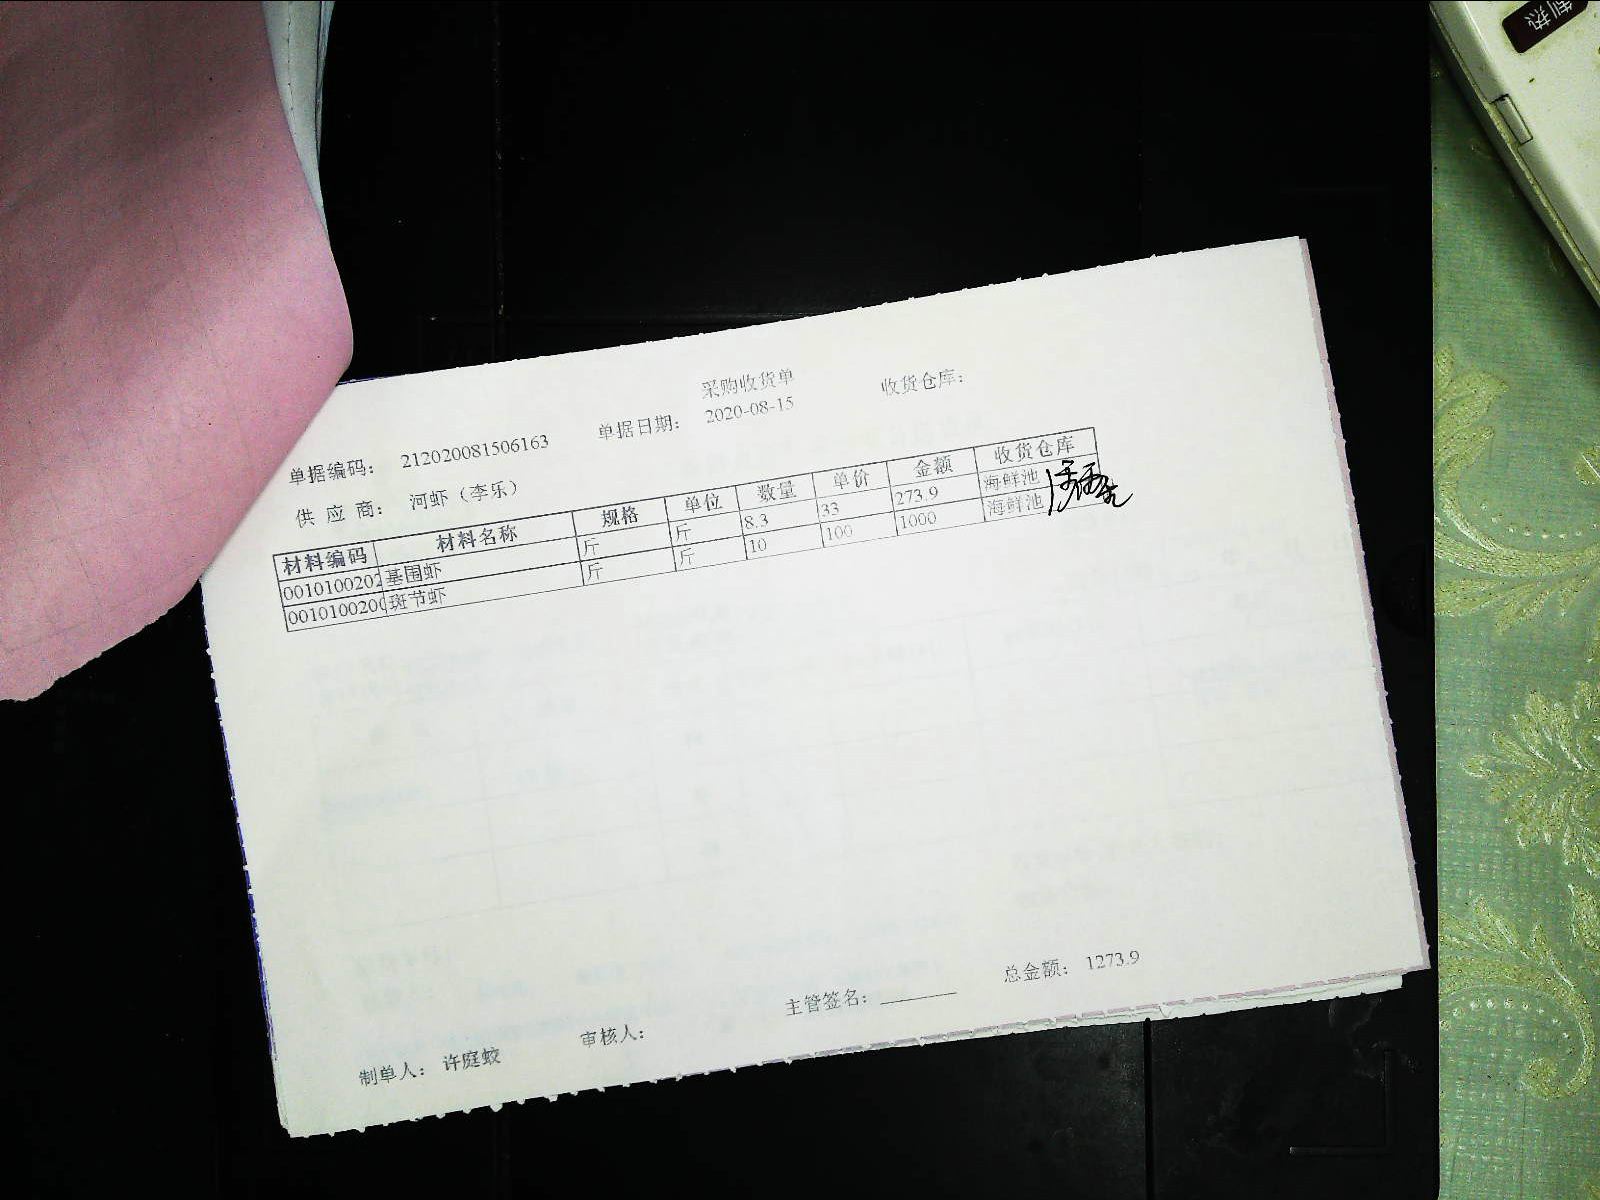 制热
采购收货单
单据编码： 212020081506163 单据日期： 2020-08-15 收货仓库：
供 应 商： 河虾（李乐）
材料编码 材料名称 规格 单位 数量 单价 金额 收货仓库
0010100202 基围虾 斤 斤 8.3 33 273.9 海鲜池
001010020 斑节虾 斤 斤 10 100 1000 海鲜池
制单人： 许庭蛟 审核人： 主管签名： 总金额： 1273.9